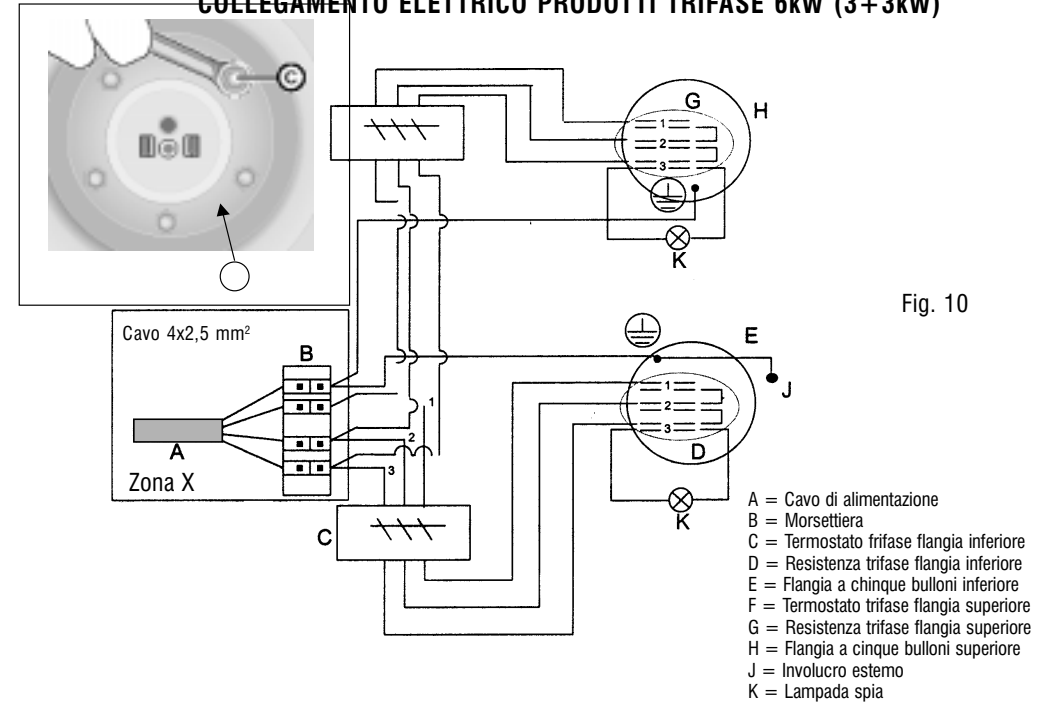 COLLEGAMENTO ELETTRICO PRODOTTI TRIFASE 6kW (3+3kW)
C
G
H
1
2
3
K
Fig. 10
Cavo 4x2,5 mm²
B
E
J
1
1
2
2
3
3
A
D
Zona X
K
C
A = Cavo di alimentazione
B = Morsettiera
C = Termostato frifase flangia inferiore
D = Resistenza trifase flangia inferiore
E = Flangia a chinque bulloni inferiore
F = Termostato trifase flangia superiore
G = Resistenza trifase flangia superiore
H = Flangia a cinque bulloni superiore
J = Involucro estemo
K = Lampada spia